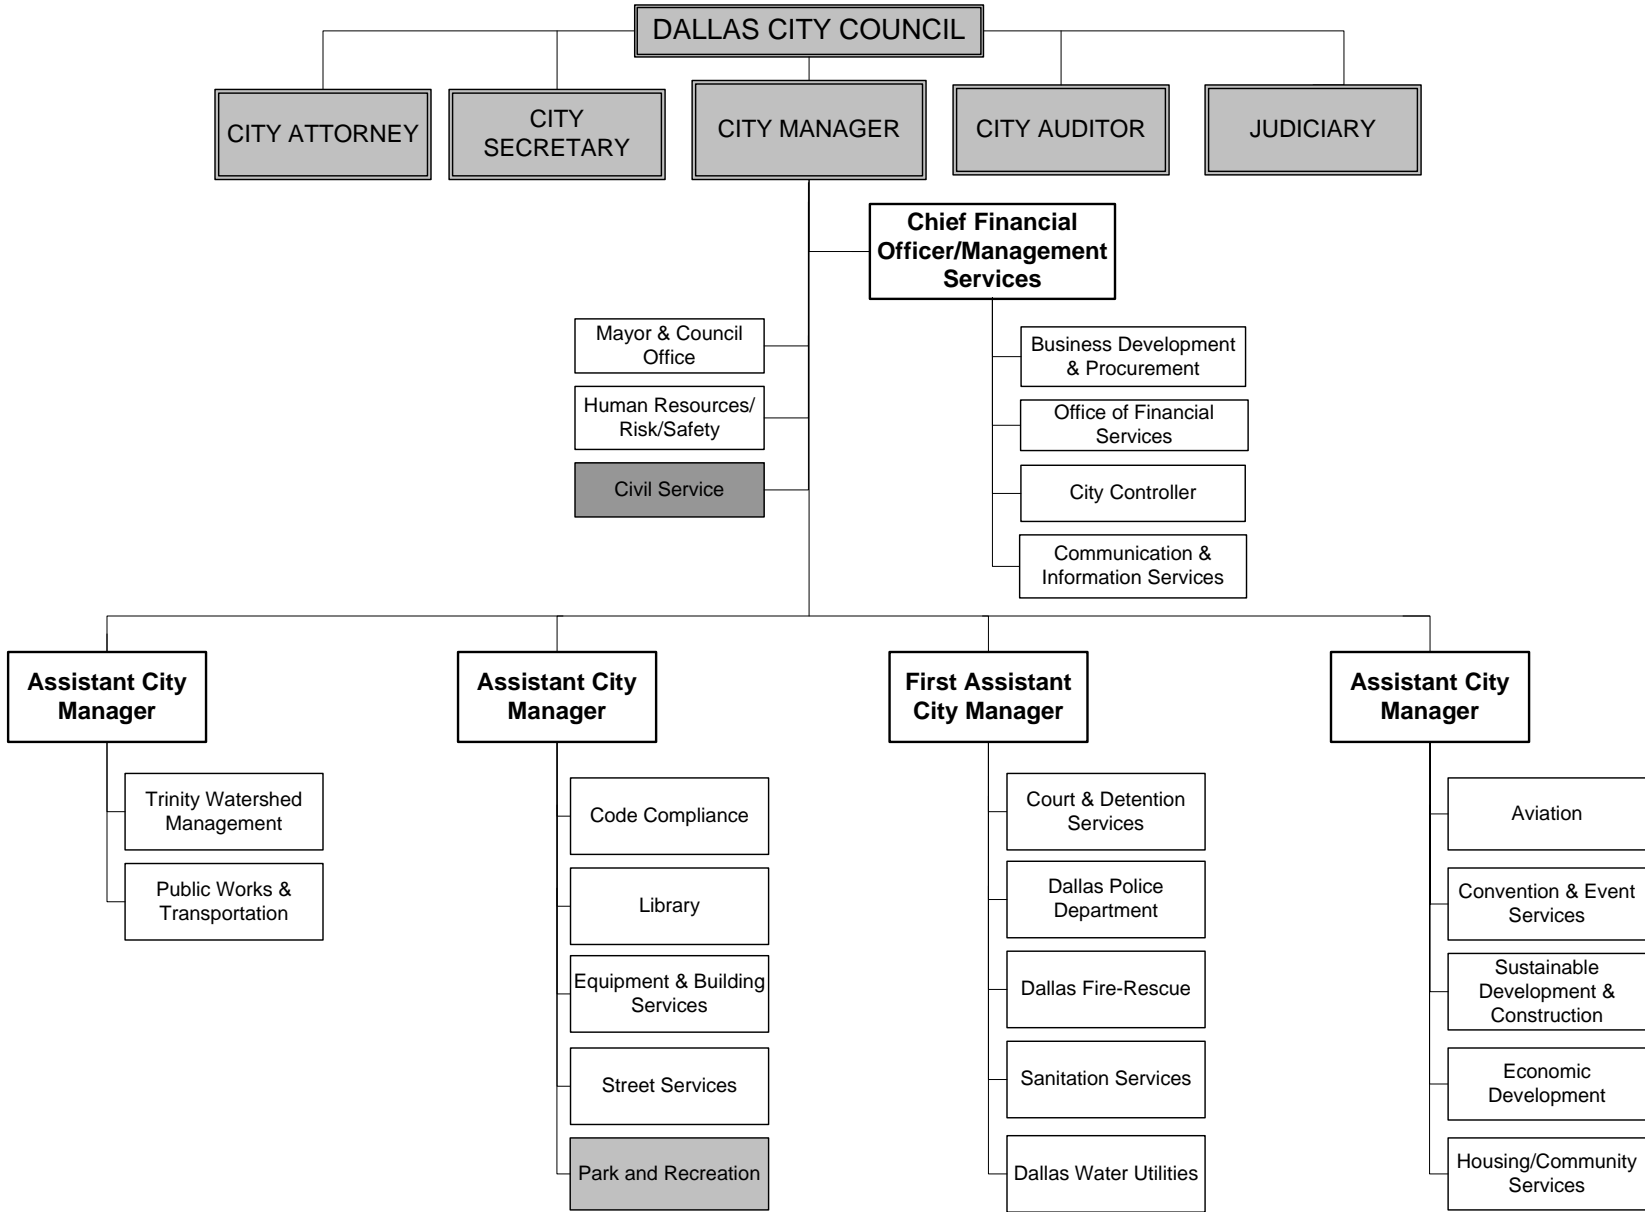 DALLAS CITY COUNCIL
CITY ATTORNEY
CITY
SECRETARY
CITY MANAGER
CITY AUDITOR
JUDICIARY
Chief Financial
Officer/Management
Services
Mayor & Council
Office
Human Resources/
Risk/Safety
Civil Service
Business Development
& Procurement
Office of Financial
Services
City Controller
Communication &
Information Services
Assistant City
Manager
Trinity Watershed
Management
Public Works &
Transportation
Assistant City
Manager
Code Compliance
Library
Equipment & Building
Services
Street Services
Park and Recreation
First Assistant
City Manager
Court & Detention
Services
Dallas Police
Department
Dallas Fire-Rescue
Sanitation Services
Dallas Water Utilities
Assistant City
Manager
Aviation
Convention & Event
Services
Sustainable
Development &
Construction
Economic
Development
Housing/Community
Services